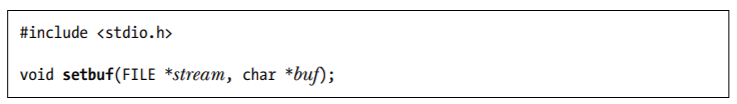 #include <stdio.h>
void setbuf(FILE *stream, char *buf);